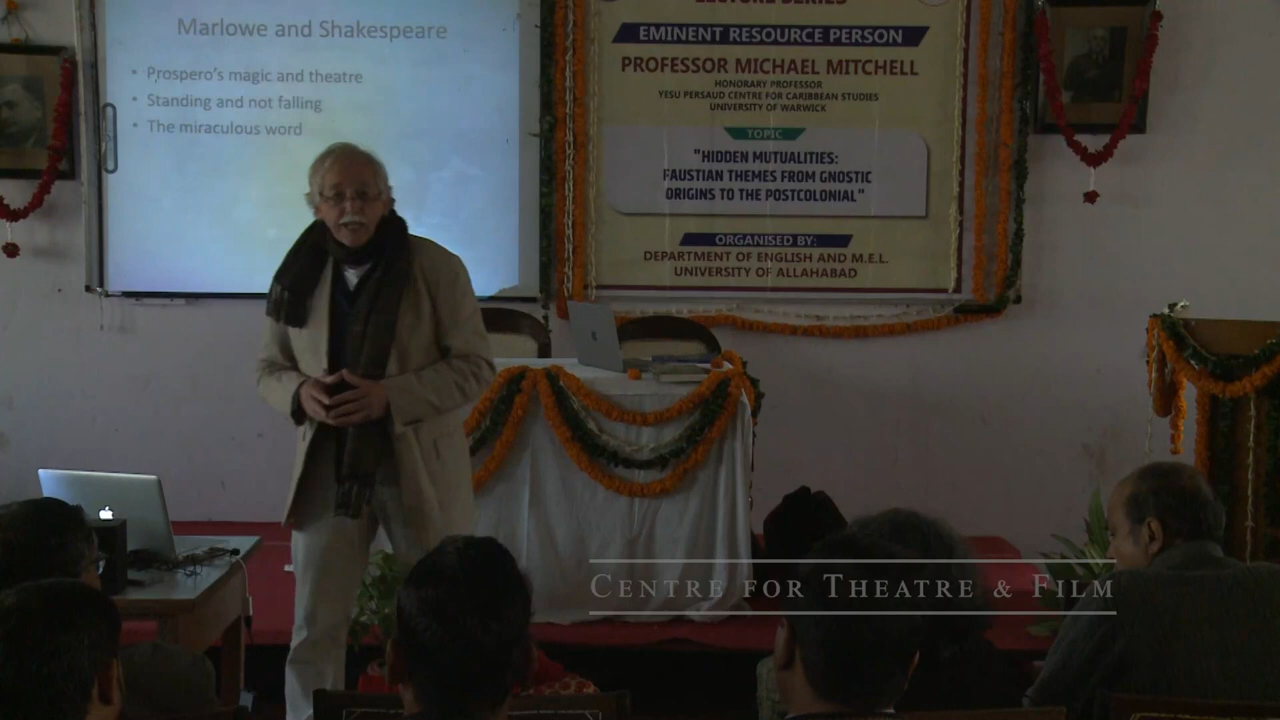 Marlowe and Shakespeare
• Prospero's magic and theatre
• Standing and not falling
• The miraculous word
LECTURE SERIES
EMINENT RESOURCE PERSON
PROFESSOR MICHAEL MITCHELL
HONORARY PROFESSOR
YESU PERSAUD CENTRE FOR CARIBBEAN STUDIES
UNIVERSITY OF WARWICK
TOPIC
"HIDDEN MUTUALITIES:
FAUSTIAN THEMES FROM GNOSTIC
ORIGINS TO THE POSTCOLONIAL"
ORGANISED BY:
DEPARTMENT OF ENGLISH AND M.E.L.
UNIVERSITY OF ALLAHABAD
CENTRE FOR THEATRE & FILM